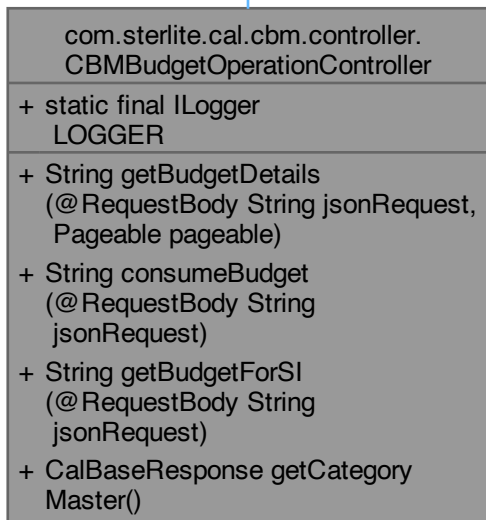 com.sterlite.cal.cbm.controller.
CBMBudgetOperationController
+ static final ILogger
LOGGER
+ String getBudgetDetails
(@RequestBody String jsonRequest,
Pageable pageable)
+ String consumeBudget
(@RequestBody String
jsonRequest)
+ String getBudgetForSI
(@RequestBody String
jsonRequest)
+ CalBaseResponse getCategory
Master()